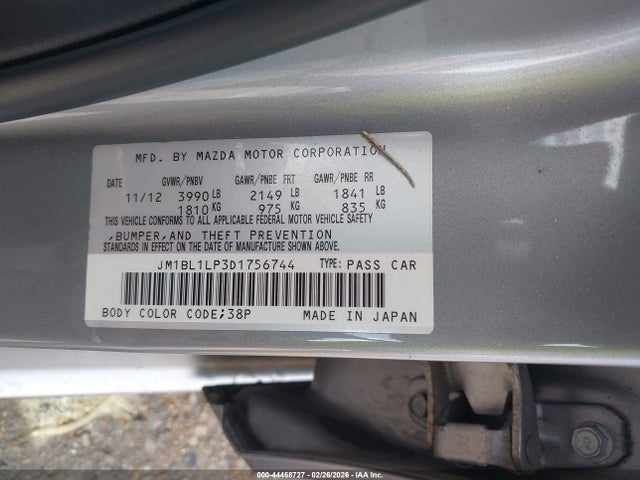 MFD. BY MAZDA MOTOR CORPORATION
DATE GVWR/PNBV GAWR/PNBE FRT GAWR/PNBE RR
11/12 3990 LB 2149 LB 1841 LB
1810 KG 975 KG 835 KG
THIS VEHICLE CONFORMS TO ALL APPLICABLE FEDERAL MOTOR VEHICLE SAFETY
,BUMPER,AND THEFT PREVENTION
STANDARDS IN EFFECT ON THE DATE OF MANUFACTURE SHOWN ABOVE.
JM1BL1LP3D1756744 TYPE: PASS CAR
BODY COLOR CODE;38P MADE IN JAPAN
000-44468727 - 02/26/2026 - IAA Inc.